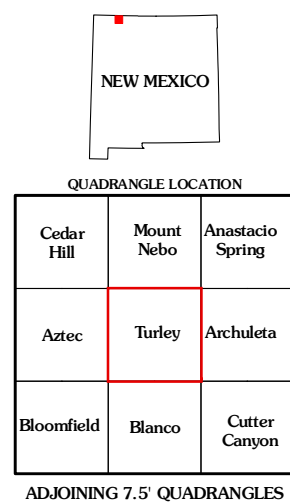 NEW MEXICO
QUADRANGLE LOCATION
Cedar
Hill
Mount
Nebo
Anastacio
Spring
Aztec
Turley
Archuleta
Bloomfield
Blanco
Cutter
Canyon
ADJOINING 7.5' QUADRANGLES